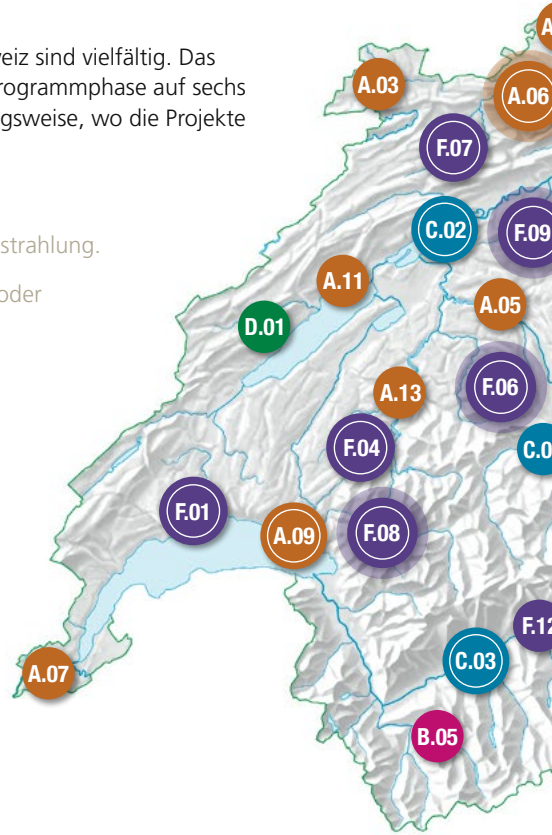 eiz sind vielfältig. Das
rogrammphase auf sechs
gsweise, wo die Projekte
strahlung.
oder
A.
A.03
A.06
F.07
C.02
F.09
A.11
A.05
D.01
A.13
F.06
F.04
C.0
F.01
A.09
F.08
F.12
C.03
A.07
B.05